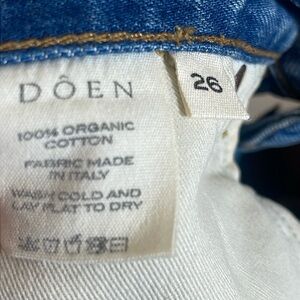 DÔEN
26
100% ORGANIC
COTTON
FABRIC MADE
IN ITALY
WASH COLD AND
LAY FLAT TO DRY